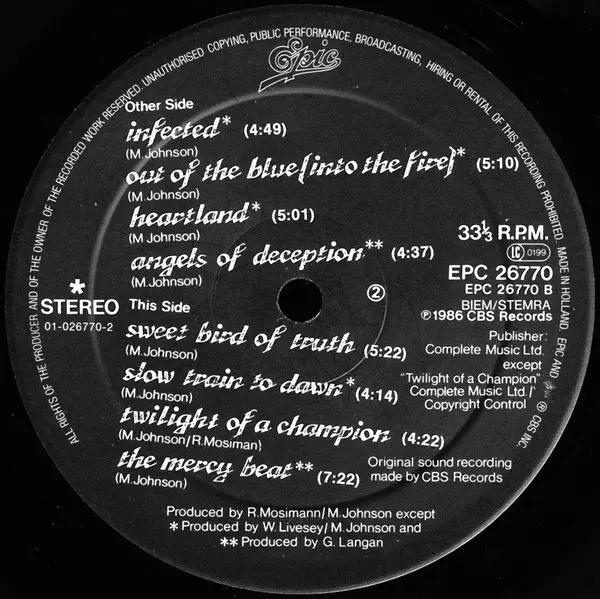 ALL RIGHTS OF THE PRODUCER AND OF THE OWNER OF THE RECORDED WORK RESERVED. UNAUTHORISED COPYING, PUBLIC PERFORMANCE, BROADCASTING, HIRING OR RENTAL OF THIS RECORDING PROHIBITED. MADE IN HOLLAND. EPIC AND ARE ℗ CBS INC.
Epic
Other Side
infected* (4:49)
(M. Johnson)
out of the blue [into the fire]* (5:10)
(M. Johnson)
heartland* (5:01)
(M. Johnson)
angels of deception** (4:37)
(M. Johnson)
*
STEREO
01-026770-2
②
33⅓ R.P.M.
LC 0199
EPC 26770
EPC 26770 B
BIEM/STEMRA
℗1986 CBS Records
Publisher:
Complete Music Ltd.
except
"Twilight of a Champion"
Complete Music Ltd./
Copyright Control
This Side
sweet bird of truth (5:22)
(M. Johnson)
slow train to dawn* (4:14)
(M. Johnson)
twilight of a champion (4:22)
(M. Johnson/R.Mosiman)
the mercy beat** (7:22)
(M. Johnson)
Original sound recording
made by CBS Records
Produced by R.Mosimann/M. Johnson except
* Produced by W. Livesey/M. Johnson and
** Produced by G. Langan